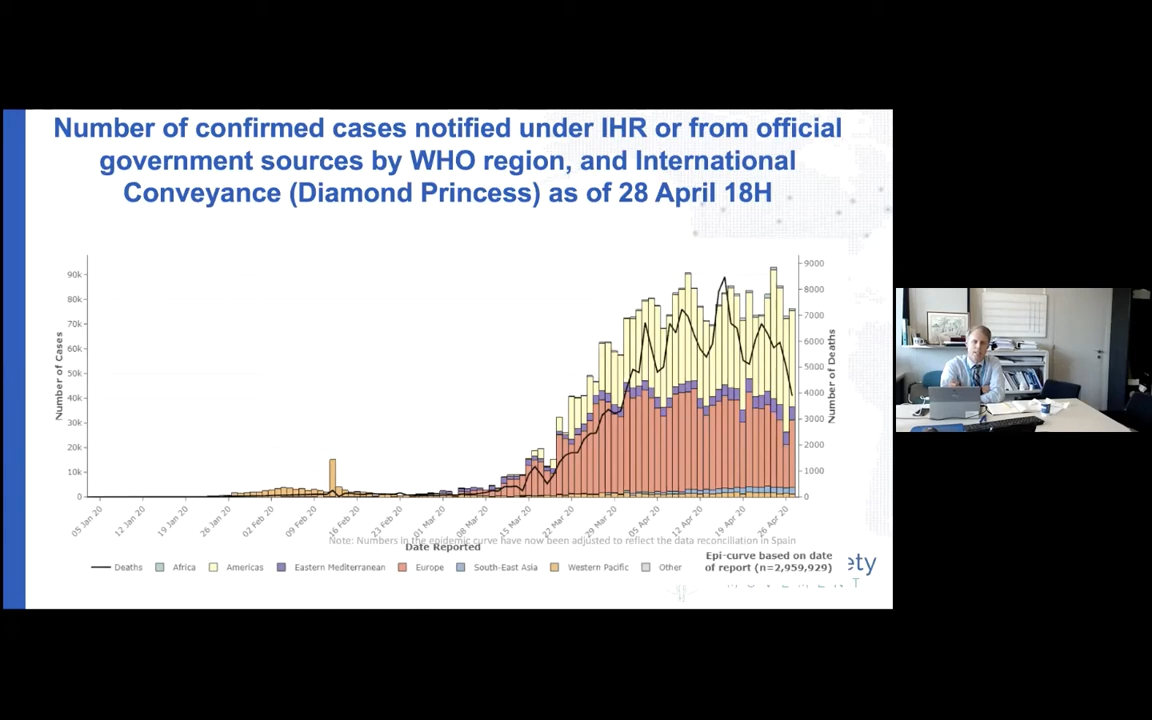 Number of confirmed cases notified under IHR or from official
government sources by WHO region, and International
Conveyance (Diamond Princess) as of 28 April 18H
Number of Cases
90k
80k
70k
60k
50k
40k
30k
20k
10k
0
9000
8000
7000
6000
5000
4000
3000
2000
1000
0
Number of Deaths
05 Jan 20
12 Jan 20
19 Jan 20
26 Jan 20
02 Feb 20
09 Feb 20
16 Feb 20
23 Feb 20
01 Mar 20
08 Mar 20
15 Mar 20
22 Mar 20
29 Mar 20
05 Apr 20
12 Apr 20
19 Apr 20
26 Apr 20
Note: Numbers in the epidemic curve have now been adjusted to reflect the data reconciliation in Spain
Date Reported
Epi-curve based on date
of report (n=2,959,929)
Deaths Africa Americas Eastern Mediterranean Europe South-East Asia Western Pacific Other
ety
M O V E M E N T